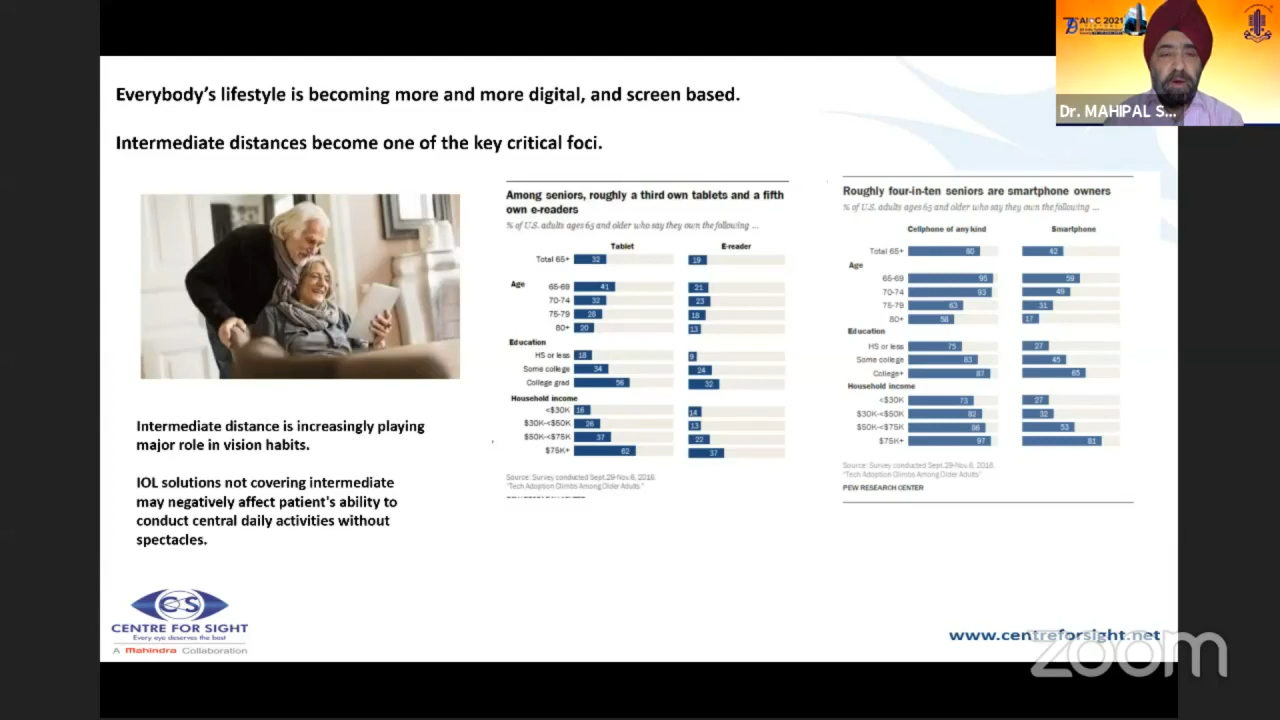 Everybody's lifestyle is becoming more and more digital, and screen based.
Intermediate distances become one of the key critical foci.
Intermediate distance is increasingly playing
major role in vision habits.
IOL solutions not covering intermediate
may negatively affect patient's ability to
conduct central daily activities without
spectacles.
Among seniors, roughly a third own tablets and a fifth
own e-readers
% of U.S. adults ages 65 and older who say they own the following ...
Tablet E-reader
Total 65+ 32 19
Age
65-69 41 21
70-74 32 23
75-79 28 18
80+ 20 13
Education
HS or less 18 9
Some college 34 24
College grad 56 32
Household income
<$30K 16 14
$30K-<$50K 26 13
$50K-<$75K 37 22
$75K+ 62 37
Source: Survey conducted Sept.29-Nov.6, 2016.
"Tech Adoption Climbs Among Older Adults"
Roughly four-in-ten seniors are smartphone owners
% of U.S. adults ages 65 and older who say they own the following ...
Cellphone of any kind Smartphone
Total 65+ 80 42
Age
65-69 95 59
70-74 93 49
75-79 63 31
80+ 58 17
Education
HS or less 75 27
Some college 83 45
College+ 87 65
Household income
<$30K 73 27
$30K-<$50K 82 32
$50K-<$75K 86 53
$75K+ 97 81
Source: Survey conducted Sept.29-Nov.6, 2016.
"Tech Adoption Climbs Among Older Adults"
PEW RESEARCH CENTER
CFS
CENTRE FOR SIGHT
Every eye deserves the best
A Mahindra Collaboration
www.centreforsight.net
zoom
AIOC 2021
Dr. MAHIPAL S...